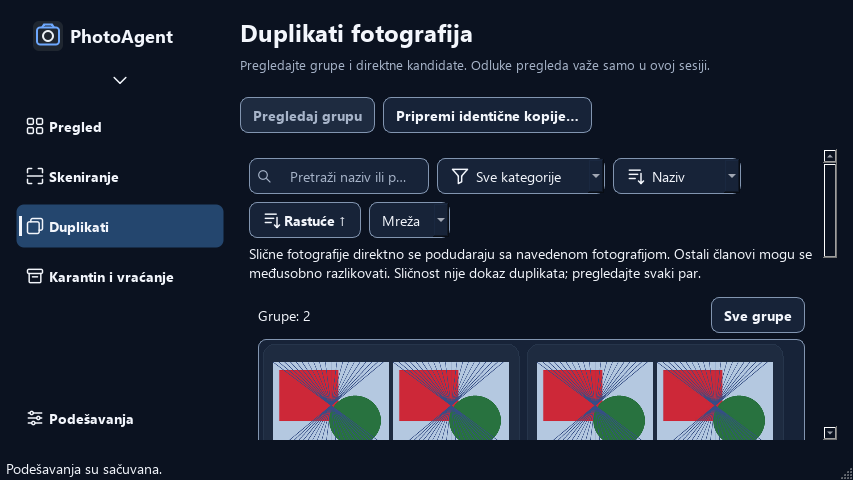 PhotoAgent
Pregled
Skeniranje
Duplikati
Karantin i vraćanje
Podešavanja
Duplikati fotografija
Pregledajte grupe i direktne kandidate. Odluke pregleda važe samo u ovoj sesiji.
Pregledaj grupu
Pripremi identične kopije...
Pretraži naziv ili p...
Sve kategorije
Naziv
Rastuće ↑
Mreža
Slične fotografije direktno se podudaraju sa navedenom fotografijom. Ostali članovi mogu se
međusobno razlikovati. Sličnost nije dokaz duplikata; pregledajte svaki par.
Grupe: 2
Sve grupe
Podešavanja su sačuvana.